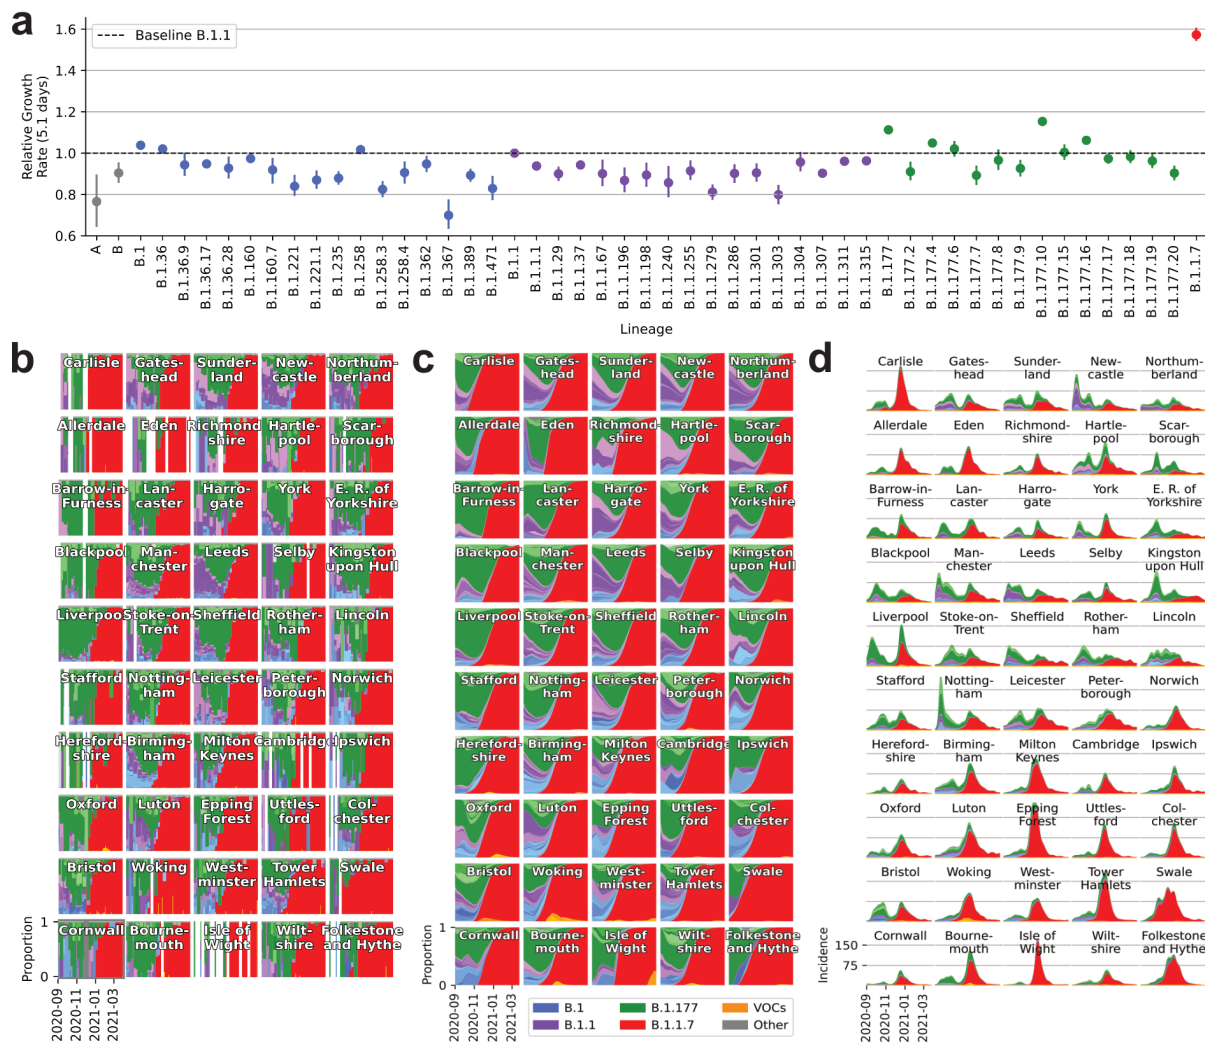 a
1.6
1.4
1.2
1.0
0.8
0.6
Relative Growth
Rate (5.1 days)
Baseline B.1.1
A
B
B.1
B.1.36
B.1.36.9
B.1.36.17
B.1.36.28
B.1.160
B.1.160.7
B.1.221
B.1.221.1
B.1.235
B.1.258
B.1.258.3
B.1.258.4
B.1.362
B.1.367
B.1.389
B.1.471
B.1.1
B.1.1.1
B.1.1.29
B.1.1.37
B.1.1.67
B.1.1.196
B.1.1.198
B.1.1.240
B.1.1.255
B.1.1.279
B.1.1.286
B.1.1.301
B.1.1.303
B.1.1.304
B.1.1.307
B.1.1.311
B.1.1.315
B.1.177
B.1.177.2
B.1.177.4
B.1.177.6
B.1.177.7
B.1.177.8
B.1.177.9
B.1.177.10
B.1.177.15
B.1.177.16
B.1.177.17
B.1.177.18
B.1.177.19
B.1.177.20
B.1.1.7
Lineage
b
Carlisle Gates- Sunder- New- Northum-
head land castle berland
Allerdale Eden Richmond- Hartle- Scar-
shire pool borough
Barrow-in- Lan- Harro- York E. R. of
Furness caster gate Yorkshire
Blackpool Man- Leeds Selby Kingston
chester upon Hull
Liverpool Stoke-on- Sheffield Rother- Lincoln
Trent ham
Stafford Notting- Leicester Peter- Norwich
ham borough
Hereford- Birming- Milton Cambridge Ipswich
shire ham Keynes
Oxford Luton Epping Uttles- Col-
Forest ford chester
Bristol Woking West- Tower Swale
minster Hamlets
Cornwall Bourne- Isle of Wilt- Folkestone
mouth Wight shire and Hythe
Proportion
1
0
2020-09
2020-11
2021-01
2021-03
c
Carlisle Gates- Sunder- New- Northum-
head land castle berland
Allerdale Eden Richmond- Hartle- Scar-
shire pool borough
Barrow-in- Lan- Harro- York E. R. of
Furness caster gate Yorkshire
Blackpool Man- Leeds Selby Kingston
chester upon Hull
Liverpool Stoke-on- Sheffield Rother- Lincoln
Trent ham
Stafford Notting- Leicester Peter- Norwich
ham borough
Hereford- Birming- Milton Cambridge Ipswich
shire ham Keynes
Oxford Luton Epping Uttles- Col-
Forest ford chester
Bristol Woking West- Tower Swale
minster Hamlets
Cornwall Bourne- Isle of Wilt- Folkestone
mouth Wight shire and Hythe
Proportion
1
0
2020-09
2020-11
2021-01
2021-03
B.1 B.1.177 VOCs
B.1.1 B.1.1.7 Other
d
Carlisle Gates- Sunder- New- Northum-
head land castle berland
Allerdale Eden Richmond- Hartle- Scar-
shire pool borough
Barrow-in- Lan- Harro- York E. R. of
Furness caster gate Yorkshire
Blackpool Man- Leeds Selby Kingston
chester upon Hull
Liverpool Stoke-on- Sheffield Rother- Lincoln
Trent ham
Stafford Notting- Leicester Peter- Norwich
ham borough
Hereford- Birming- Milton Cambridge Ipswich
shire ham Keynes
Oxford Luton Epping Uttles- Col-
Forest ford chester
Bristol Woking West- Tower Swale
minster Hamlets
Cornwall Bourne- Isle of Wilt- Folkestone
mouth Wight shire and Hythe
Incidence
150
75
2020-09
2020-11
2021-01
2021-03